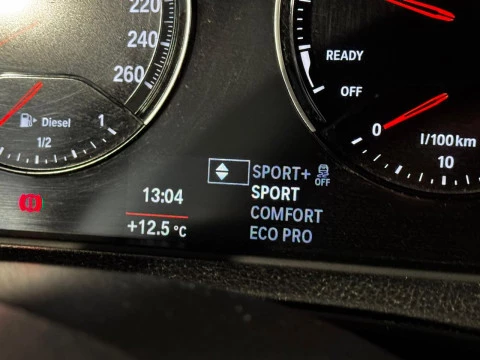 220
240
260
READY
OFF
Diesel
1/2
1
0
l/100km
10
SPORT+
OFF
SPORT
COMFORT
ECO PRO
13:04
+12.5 °C